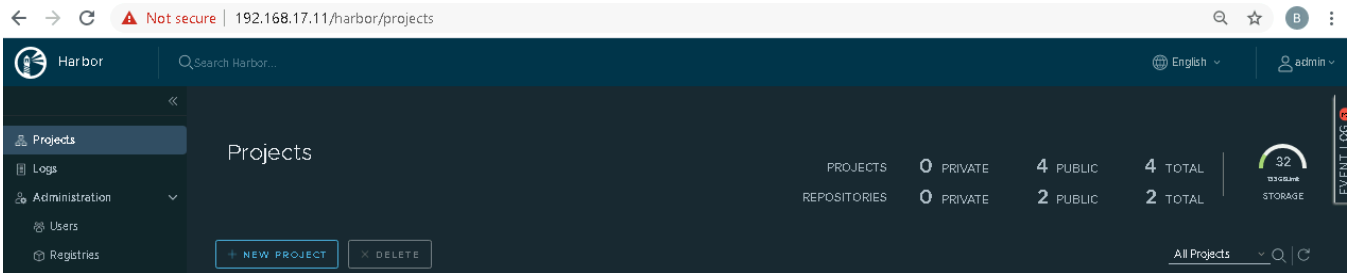 Not secure | 192.168.17.11/harbor/projects
B
Harbor
Search Harbor...
English
admin
Projects
Logs
Administration
Users
Registries
Projects
PROJECTS 0 PRIVATE 4 PUBLIC 4 TOTAL
REPOSITORIES 0 PRIVATE 2 PUBLIC 2 TOTAL
32
STORAGE
EVENT LOG
+ NEW PROJECT
× DELETE
All Projects